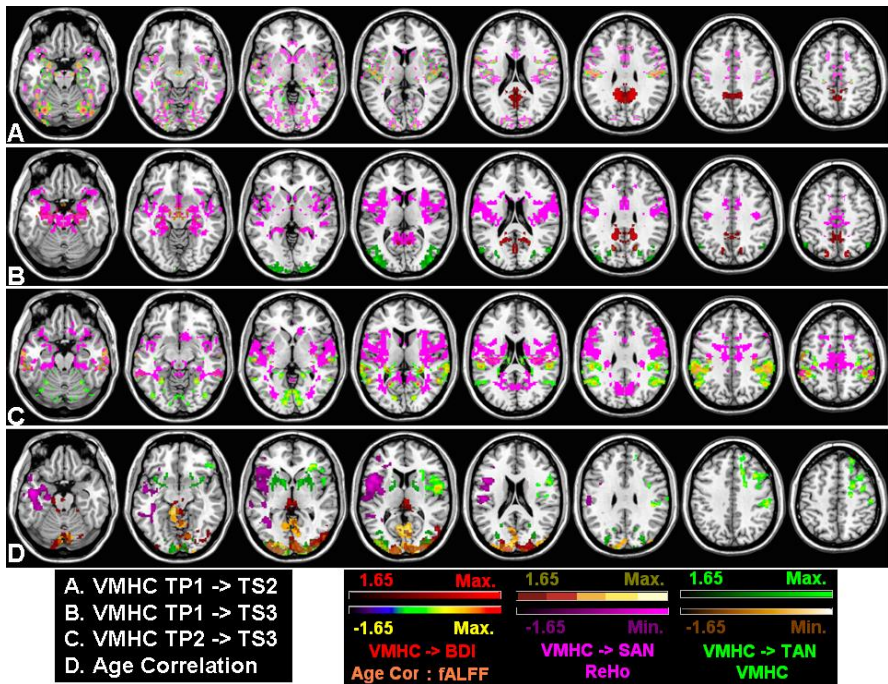 A
B
C
D
A. VMHC TP1 -> TS2
B. VMHC TP1 -> TS3
C. VMHC TP2 -> TS3
D. Age Correlation
1.65 Max.
-1.65 Max.
VMHC -> BDI
Age Cor : fALFF
1.65 Max.
-1.65 Min.
VMHC -> SAN
ReHo
1.65 Max.
-1.65 Min.
VMHC -> TAN
VMHC